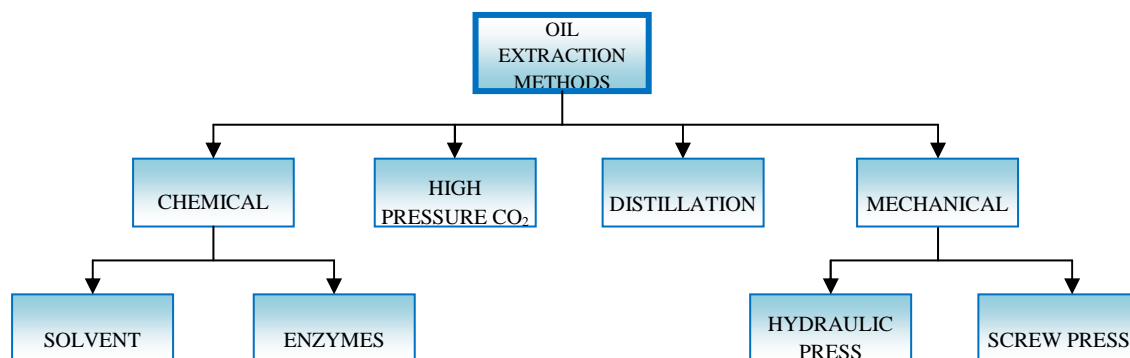 OIL
EXTRACTION
METHODS
CHEMICAL
HIGH
PRESSURE CO₂
DISTILLATION
MECHANICAL
SOLVENT
ENZYMES
HYDRAULIC
PRESS
SCREW PRESS